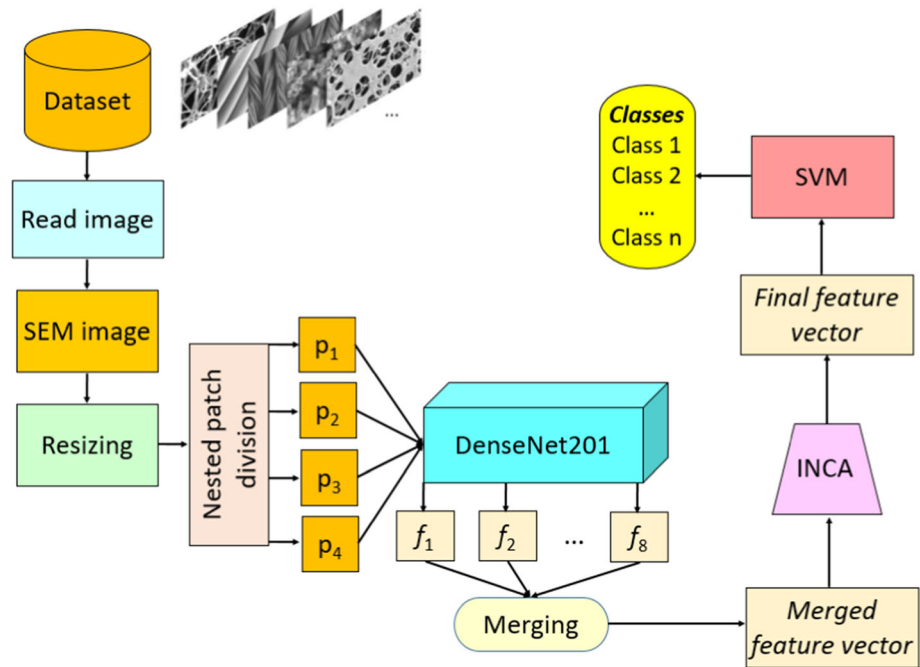 Dataset
...
Read image
SEM image
Resizing
Nested patch
division
p₁
p₂
p₃
p₄
DenseNet201
f₁
f₂
...
f₈
Merging
Merged
feature vector
INCA
Final feature
vector
SVM
Classes
Class 1
Class 2
...
Class n